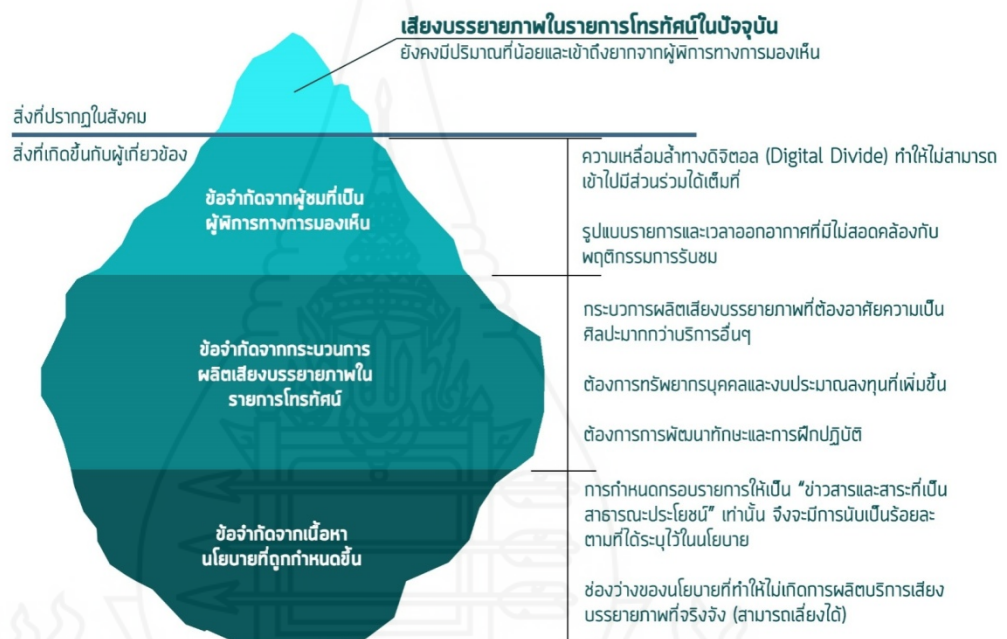 เสียงบรรยายภาพในรายการโทรทัศน์ในปัจจุบัน
ยังคงมีปริมาณที่น้อยและเข้าถึงยากจากผู้พิการทางการมองเห็น
สิ่งที่ปรากฏในสังคม
สิ่งที่เกิดขึ้นกับผู้เกี่ยวข้อง
ข้อจำกัดจากผู้ชมที่เป็น
ผู้พิการทางการมองเห็น
ความเหลื่อมล้ำทางดิจิตอล (Digital Divide) ทำให้ไม่สามารถ
เข้าไปมีส่วนร่วมได้เต็มที่
รูปแบบรายการและเวลาออกอากาศที่มีไม่สอดคล้องกับ
พฤติกรรมการรับชม
ข้อจำกัดจากกระบวนการ
ผลิตเสียงบรรยายภาพใน
รายการโทรทัศน์
กระบวการผลิตเสียงบรรยายภาพที่ต้องอาศัยความเป็น
ศิลปะมากกว่าบริการอื่นๆ
ต้องการทรัพยากรบุคคลและงบประมาณลงทุนที่เพิ่มขึ้น
ต้องการการพัฒนาทักษะและการฝึกปฏิบัติ
ข้อจำกัดจากเนื้อหา
นโยบายที่ถูกกำหนดขึ้น
การกำหนดกรอบรายการให้เป็น “ข่าวสารและสาระที่เป็น
สาธารณะประโยชน์” เท่านั้น จึงจะมีการนับเป็นร้อยละ
ตามที่ได้ระบุไว้ในนโยบาย
ช่องว่างของนโยบายที่ทำให้ไม่เกิดการผลิตบริการเสียง
บรรยายภาพที่จริงจัง (สามารถเลี่ยงได้)